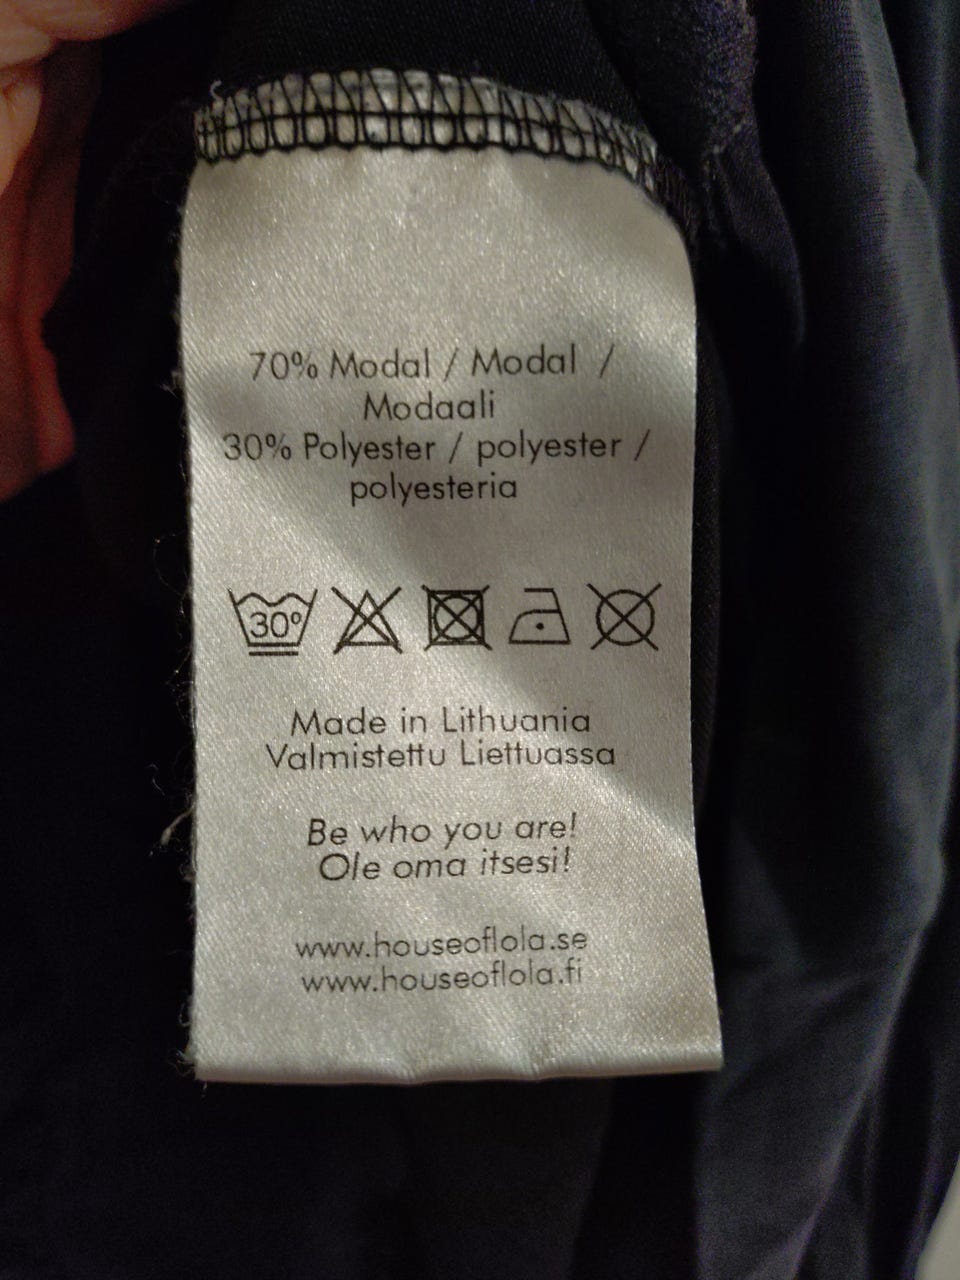 70% Modal / Modal /
Modaali
30% Polyester / polyester /
polyesteria
30°
Made in Lithuania
Valmistettu Liettuassa
Be who you are!
Ole oma itsesi!
www.houseoflola.se
www.houseoflola.fi